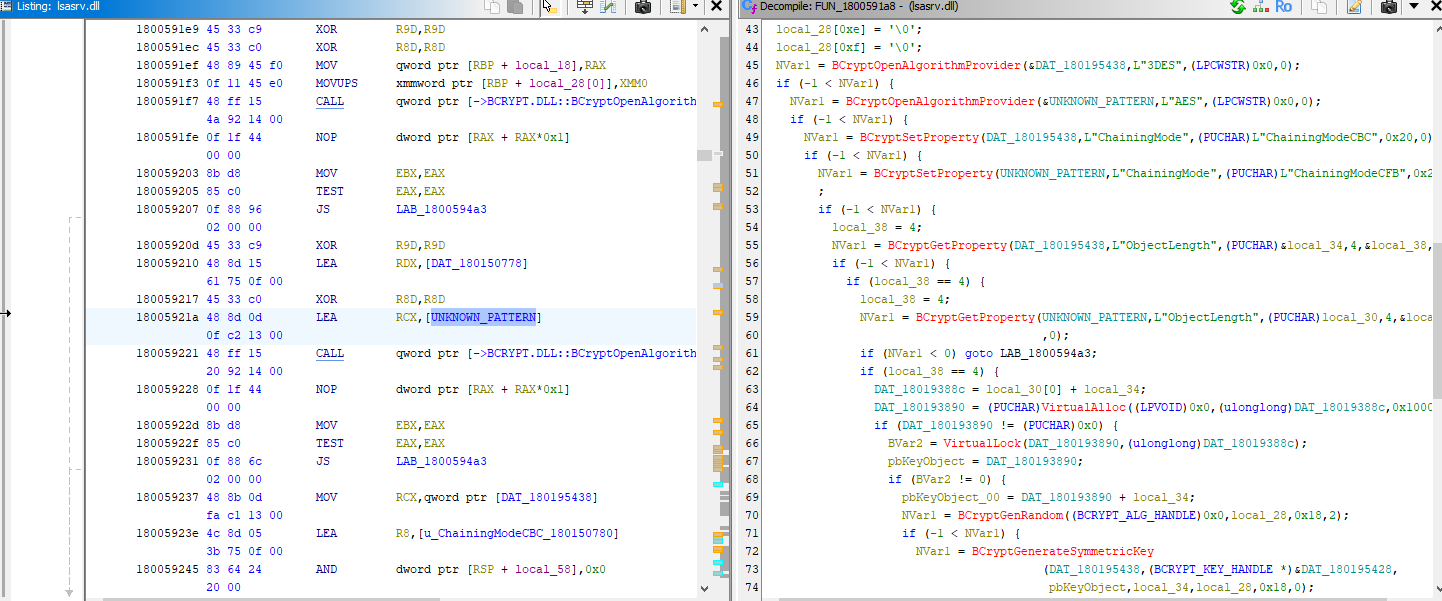 Listing: lsasrv.dll
1800591e9 45 33 c9 XOR R9D,R9D
1800591ec 45 33 c0 XOR R8D,R8D
1800591ef 48 89 45 f0 MOV qword ptr [RBP + local_18],RAX
1800591f3 0f 11 45 e0 MOVUPS xmmword ptr [RBP + local_28[0]],XMM0
1800591f7 48 ff 15 CALL qword ptr [->BCRYPT.DLL::BCryptOpenAlgorith
4a 92 14 00
1800591fe 0f 1f 44 NOP dword ptr [RAX + RAX*0x1]
00 00
180059203 8b d8 MOV EBX,EAX
180059205 85 c0 TEST EAX,EAX
180059207 0f 88 96 JS LAB_1800594a3
02 00 00
18005920d 45 33 c9 XOR R9D,R9D
180059210 48 8d 15 LEA RDX,[DAT_180150778]
61 75 0f 00
180059217 45 33 c0 XOR R8D,R8D
18005921a 48 8d 0d LEA RCX,[UNKNOWN_PATTERN]
0f c2 13 00
180059221 48 ff 15 CALL qword ptr [->BCRYPT.DLL::BCryptOpenAlgorith
20 92 14 00
180059228 0f 1f 44 NOP dword ptr [RAX + RAX*0x1]
00 00
18005922d 8b d8 MOV EBX,EAX
18005922f 85 c0 TEST EAX,EAX
180059231 0f 88 6c JS LAB_1800594a3
02 00 00
180059237 48 8b 0d MOV RCX,qword ptr [DAT_180195438]
fa c1 13 00
18005923e 4c 8d 05 LEA R8,[u_ChainingModeCBC_180150780]
3b 75 0f 00
180059245 83 64 24 AND dword ptr [RSP + local_58],0x0
20 00
Decompile: FUN_1800591a8 - (lsasrv.dll)
Ro
43 local_28[0xe] = '\0';
44 local_28[0xf] = '\0';
45 NVar1 = BCryptOpenAlgorithmProvider(&DAT_180195438,L"3DES",(LPCWSTR)0x0,0);
46 if (-1 < NVar1) {
47 NVar1 = BCryptOpenAlgorithmProvider(&UNKNOWN_PATTERN,L"AES",(LPCWSTR)0x0,0);
48 if (-1 < NVar1) {
49 NVar1 = BCryptSetProperty(DAT_180195438,L"ChainingMode",(PUCHAR)L"ChainingModeCBC",0x20,0)
50 if (-1 < NVar1) {
51 NVar1 = BCryptSetProperty(UNKNOWN_PATTERN,L"ChainingMode",(PUCHAR)L"ChainingModeCFB",0x2
52 ;
53 if (-1 < NVar1) {
54 local_38 = 4;
55 NVar1 = BCryptGetProperty(DAT_180195438,L"ObjectLength",(PUCHAR)&local_34,4,&local_38,
56 if (-1 < NVar1) {
57 if (local_38 == 4) {
58 local_38 = 4;
59 NVar1 = BCryptGetProperty(UNKNOWN_PATTERN,L"ObjectLength",(PUCHAR)local_30,4,&loca
60 ,0);
61 if (NVar1 < 0) goto LAB_1800594a3;
62 if (local_38 == 4) {
63 DAT_18019388c = local_30[0] + local_34;
64 DAT_180193890 = (PUCHAR)VirtualAlloc((LPVOID)0x0,(ulonglong)DAT_18019388c,0x1000
65 if (DAT_180193890 != (PUCHAR)0x0) {
66 BVar2 = VirtualLock(DAT_180193890,(ulonglong)DAT_18019388c);
67 pbKeyObject = DAT_180193890;
68 if (BVar2 != 0) {
69 pbKeyObject_00 = DAT_180193890 + local_34;
70 NVar1 = BCryptGenRandom((BCRYPT_ALG_HANDLE)0x0,local_28,0x18,2);
71 if (-1 < NVar1) {
72 NVar1 = BCryptGenerateSymmetricKey
73 (DAT_180195438,(BCRYPT_KEY_HANDLE *)&DAT_180195428,
74 pbKeyObject,local_34,local_28,0x18,0);